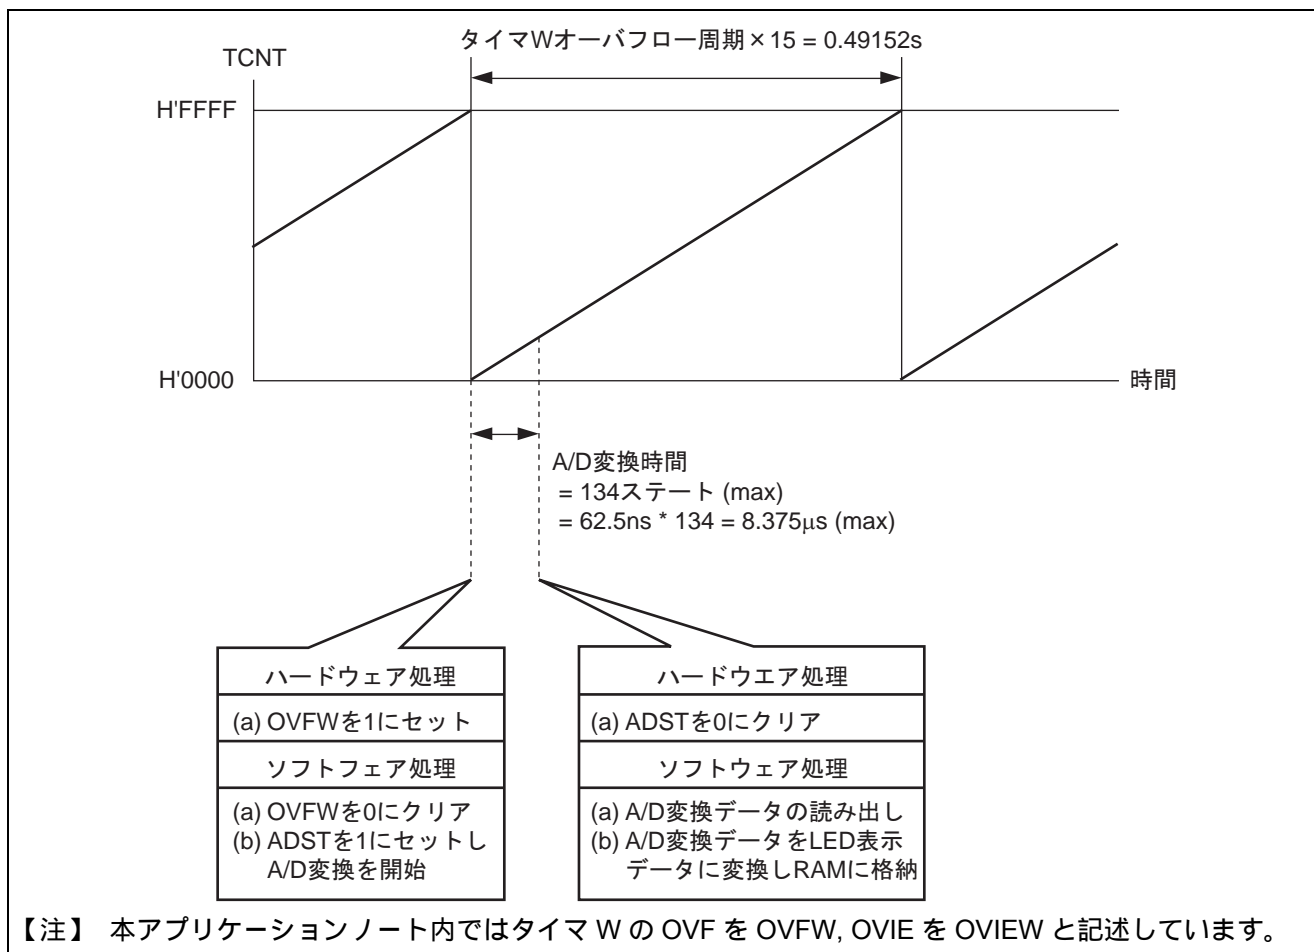 タイマWオーバフロー周期×15 = 0.49152s
TCNT
H'FFFF
H'0000
時間
A/D変換時間
= 134ステート (max)
= 62.5ns * 134 = 8.375μs (max)
ハードウェア処理
(a) OVFWを1にセット
ソフトフェア処理
(a) OVFWを0にクリア
(b) ADSTを1にセットし
A/D変換を開始
ハードウエア処理
(a) ADSTを0にクリア
ソフトウェア処理
(a) A/D変換データの読み出し
(b) A/D変換データをLED表示
データに変換しRAMに格納
【注】 本アプリケーションノート内ではタイマ W の OVF を OVFW, OVIE を OVIEW と記述しています。